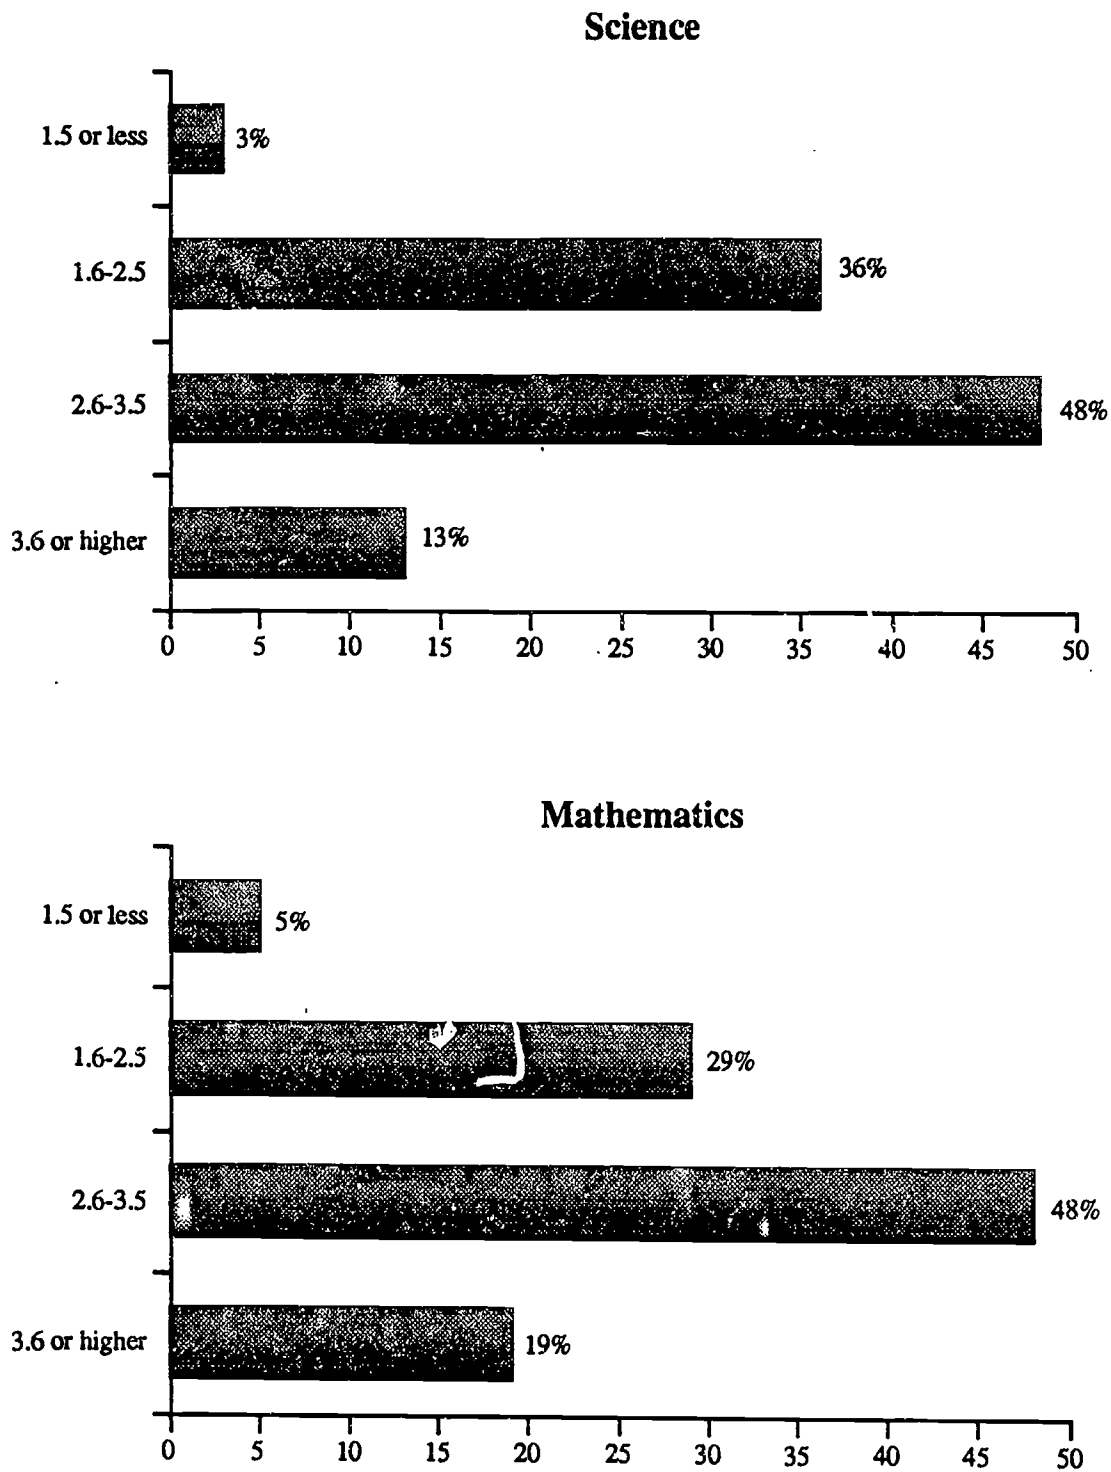 Science
1.5 or less 3%
1.6-2.5 36%
2.6-3.5 48%
3.6 or higher 13%
0 5 10 15 20 25 30 35 40 45 50
Mathematics
1.5 or less 5%
1.6-2.5 29%
2.6-3.5 48%
3.6 or higher 19%
0 5 10 15 20 25 30 35 40 45 50